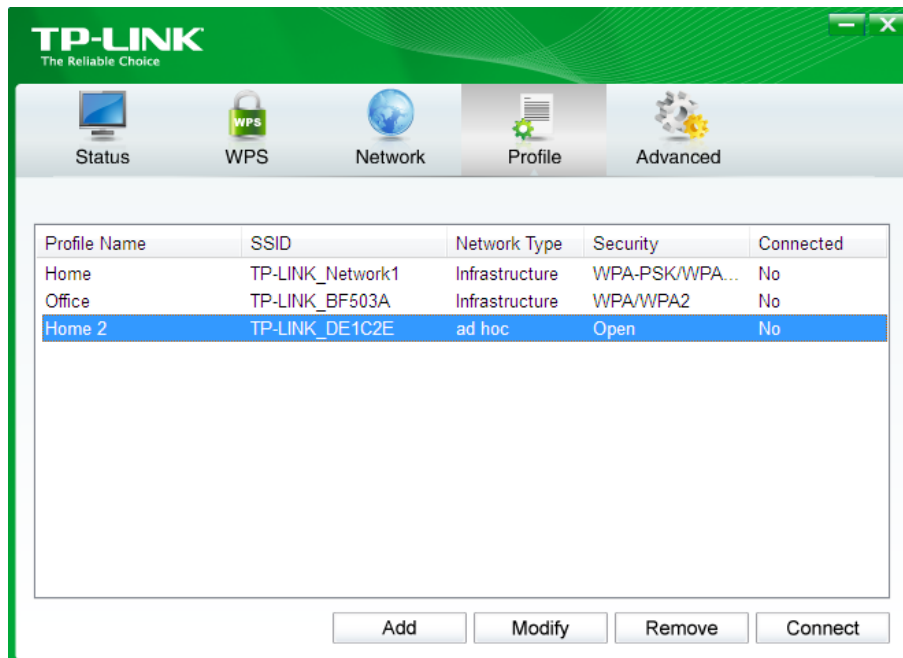 TP-LINK
The Reliable Choice
WPS
Status WPS Network Profile Advanced
Profile Name SSID Network Type Security Connected
Home TP-LINK_Network1 Infrastructure WPA-PSK/WPA... No
Office TP-LINK_BF503A Infrastructure WPA/WPA2 No
Home 2 TP-LINK_DE1C2E ad hoc Open No
Add Modify Remove Connect